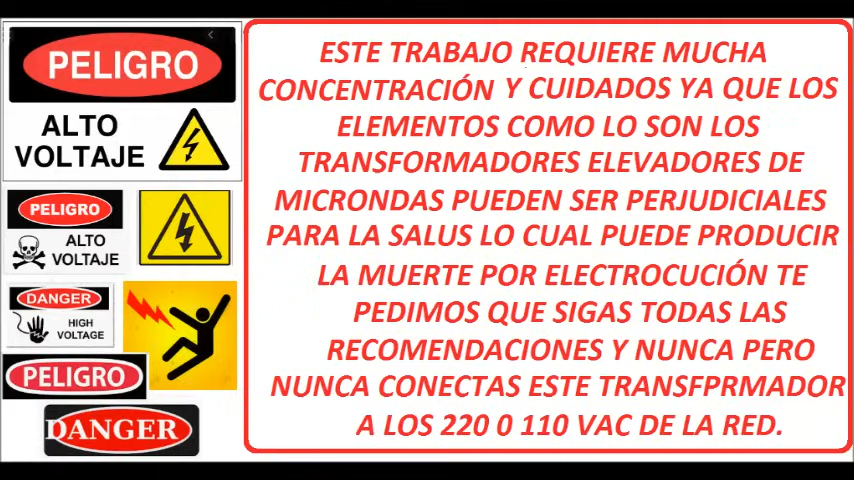 PELIGRO
ALTO
VOLTAJE
PELIGRO
ALTO
VOLTAJE
DANGER
HIGH
VOLTAGE
PELIGRO
DANGER
ESTE TRABAJO REQUIERE MUCHA
CONCENTRACIÓN Y CUIDADOS YA QUE LOS
ELEMENTOS COMO LO SON LOS
TRANSFORMADORES ELEVADORES DE
MICRONDAS PUEDEN SER PERJUDICIALES
PARA LA SALUS LO CUAL PUEDE PRODUCIR
LA MUERTE POR ELECTROCUCIÓN TE
PEDIMOS QUE SIGAS TODAS LAS
RECOMENDACIONES Y NUNCA PERO
NUNCA CONECTAS ESTE TRANSFPRMADOR
A LOS 220 0 110 VAC DE LA RED.